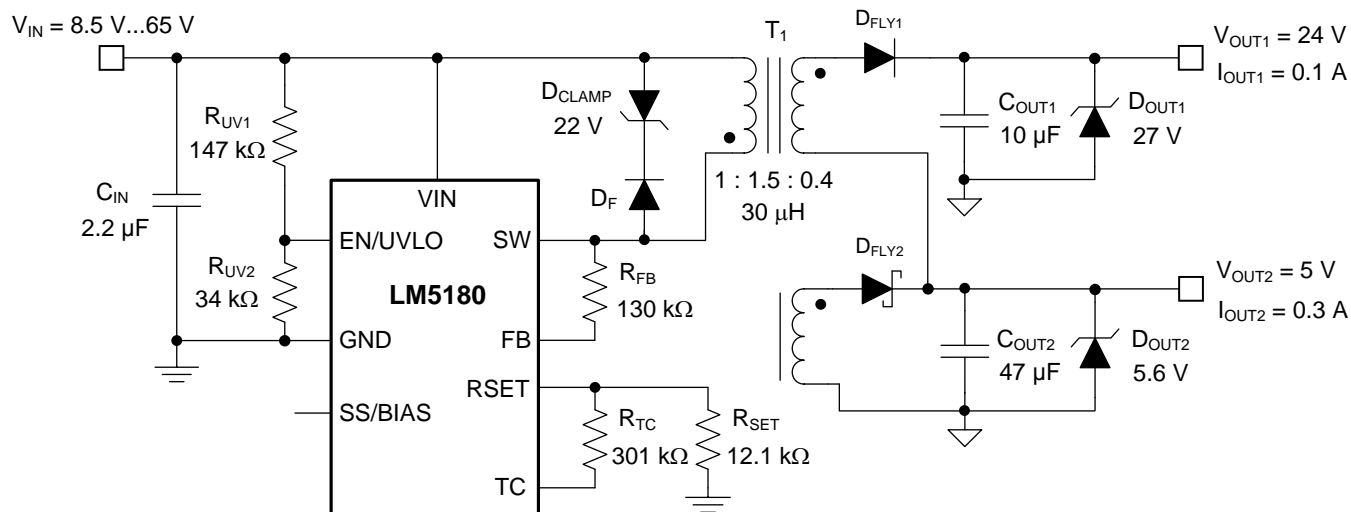 V_IN = 8.5 V...65 V
D_FLY1
T_1
V_OUT1 = 24 V
I_OUT1 = 0.1 A
D_CLAMP
22 V
R_UV1
147 kΩ
C_OUT1
10 µF
D_OUT1
27 V
C_IN
2.2 µF
VIN
D_F
1 : 1.5 : 0.4
30 µH
EN/UVLO
SW
R_UV2
34 kΩ
LM5180
R_FB
130 kΩ
D_FLY2
V_OUT2 = 5 V
I_OUT2 = 0.3 A
GND
FB
C_OUT2
47 µF
D_OUT2
5.6 V
RSET
SS/BIAS
R_TC
301 kΩ
R_SET
12.1 kΩ
TC